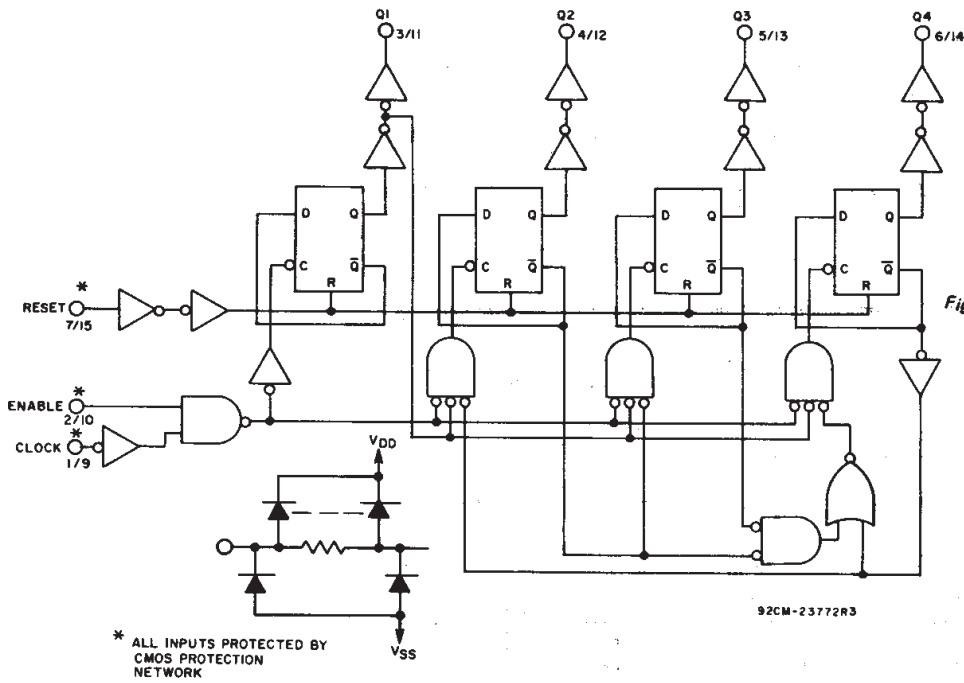 Q1
3/11
Q2
4/12
Q3
5/13
Q4
6/14
D Q
C Q̅
R
D Q
C Q̅
R
D Q
C Q̅
R
D Q
C Q̅
R
*
RESET
7/15
Fig
*
ENABLE
2/10
*
CLOCK
1/9
VDD
VSS
92CM-23772R3
* ALL INPUTS PROTECTED BY
CMOS PROTECTION
NETWORK